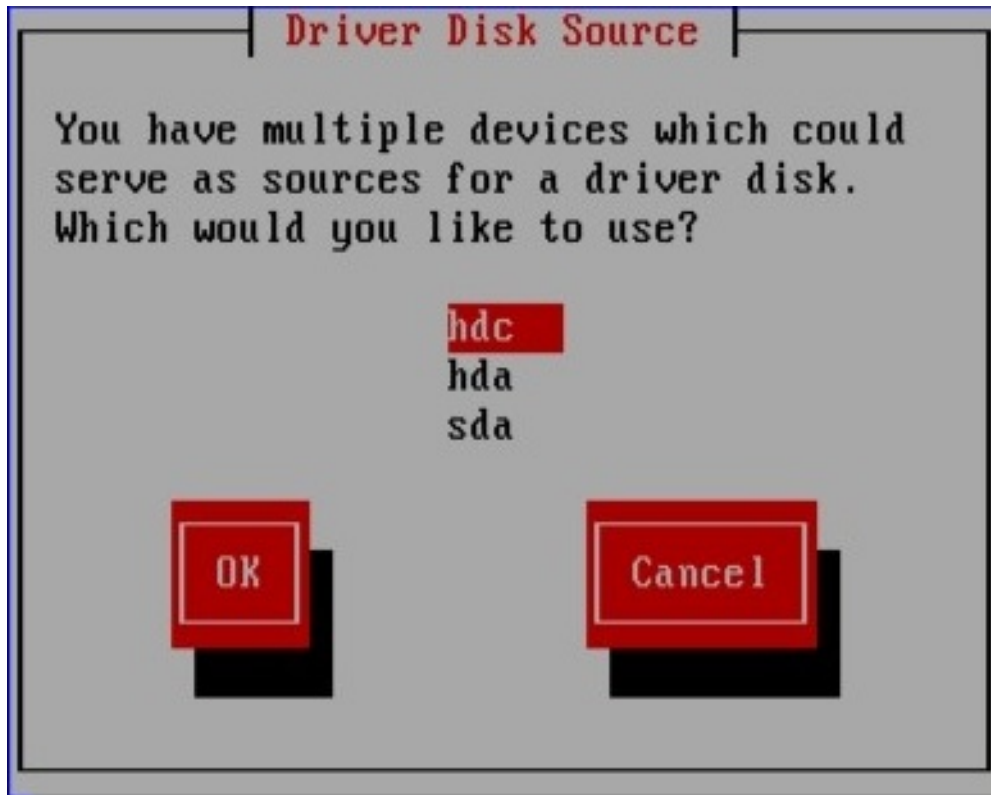 Driver Disk Source
You have multiple devices which could
serve as sources for a driver disk.
Which would you like to use?
hdc
hda
sda
OK
Cancel